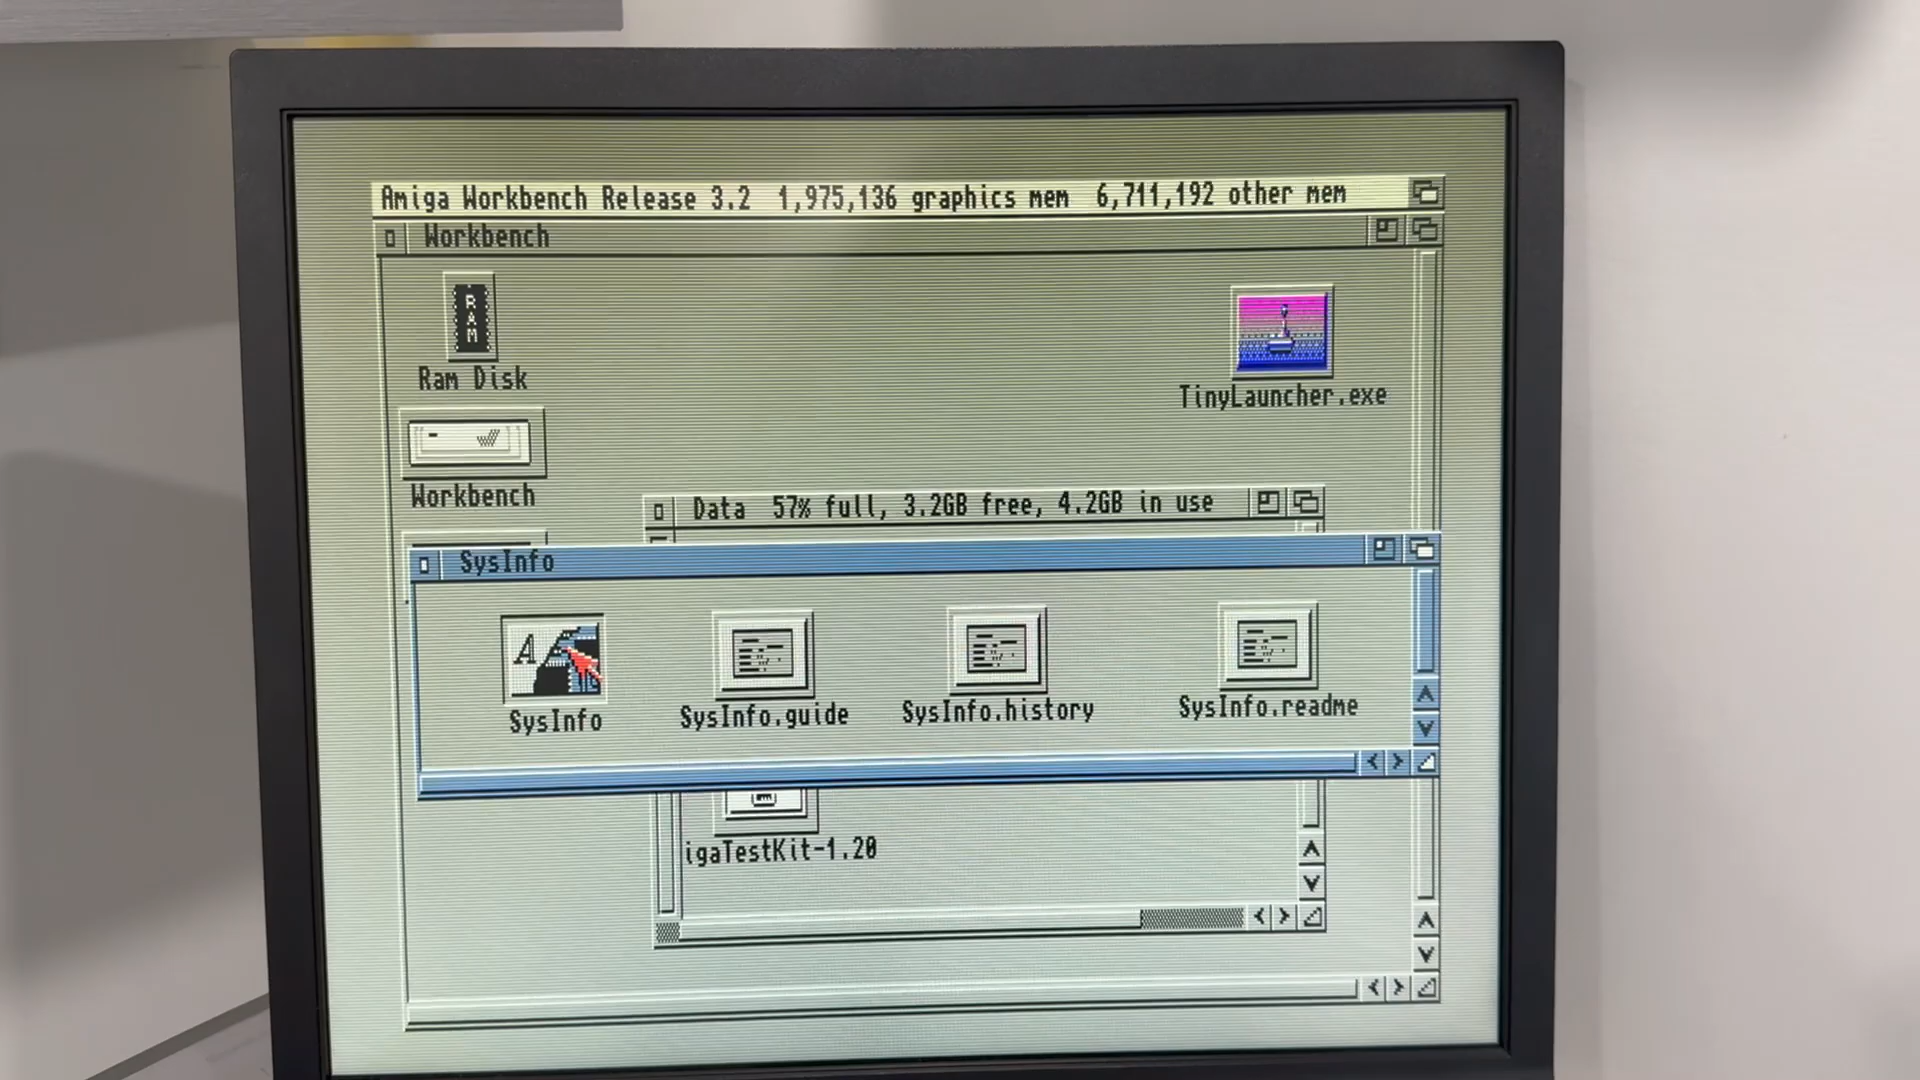 Amiga Workbench Release 3.2 1,975,136 graphics mem 6,711,192 other mem
Workbench
RAM
Ram Disk
TinyLauncher.exe
Workbench
Data 57% full, 3.2GB free, 4.2GB in use
SysInfo
A
SysInfo
SysInfo.guide
SysInfo.history
SysInfo.readme
igaTestKit-1.20